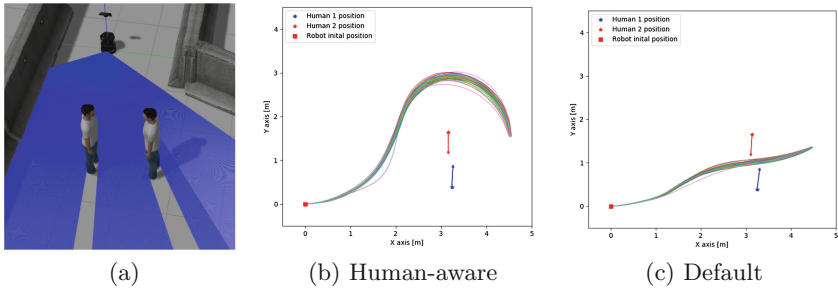 Human 1 position
Human 2 position
Robot inital position
Y axis [m]
4
3
2
1
0
0
1
2
3
4
5
X axis [m]
Human 1 position
Human 2 position
Robot inital position
Y axis [m]
4
3
2
1
0
0
1
2
3
4
5
X axis [m]
(a)
(b) Human-aware
(c) Default